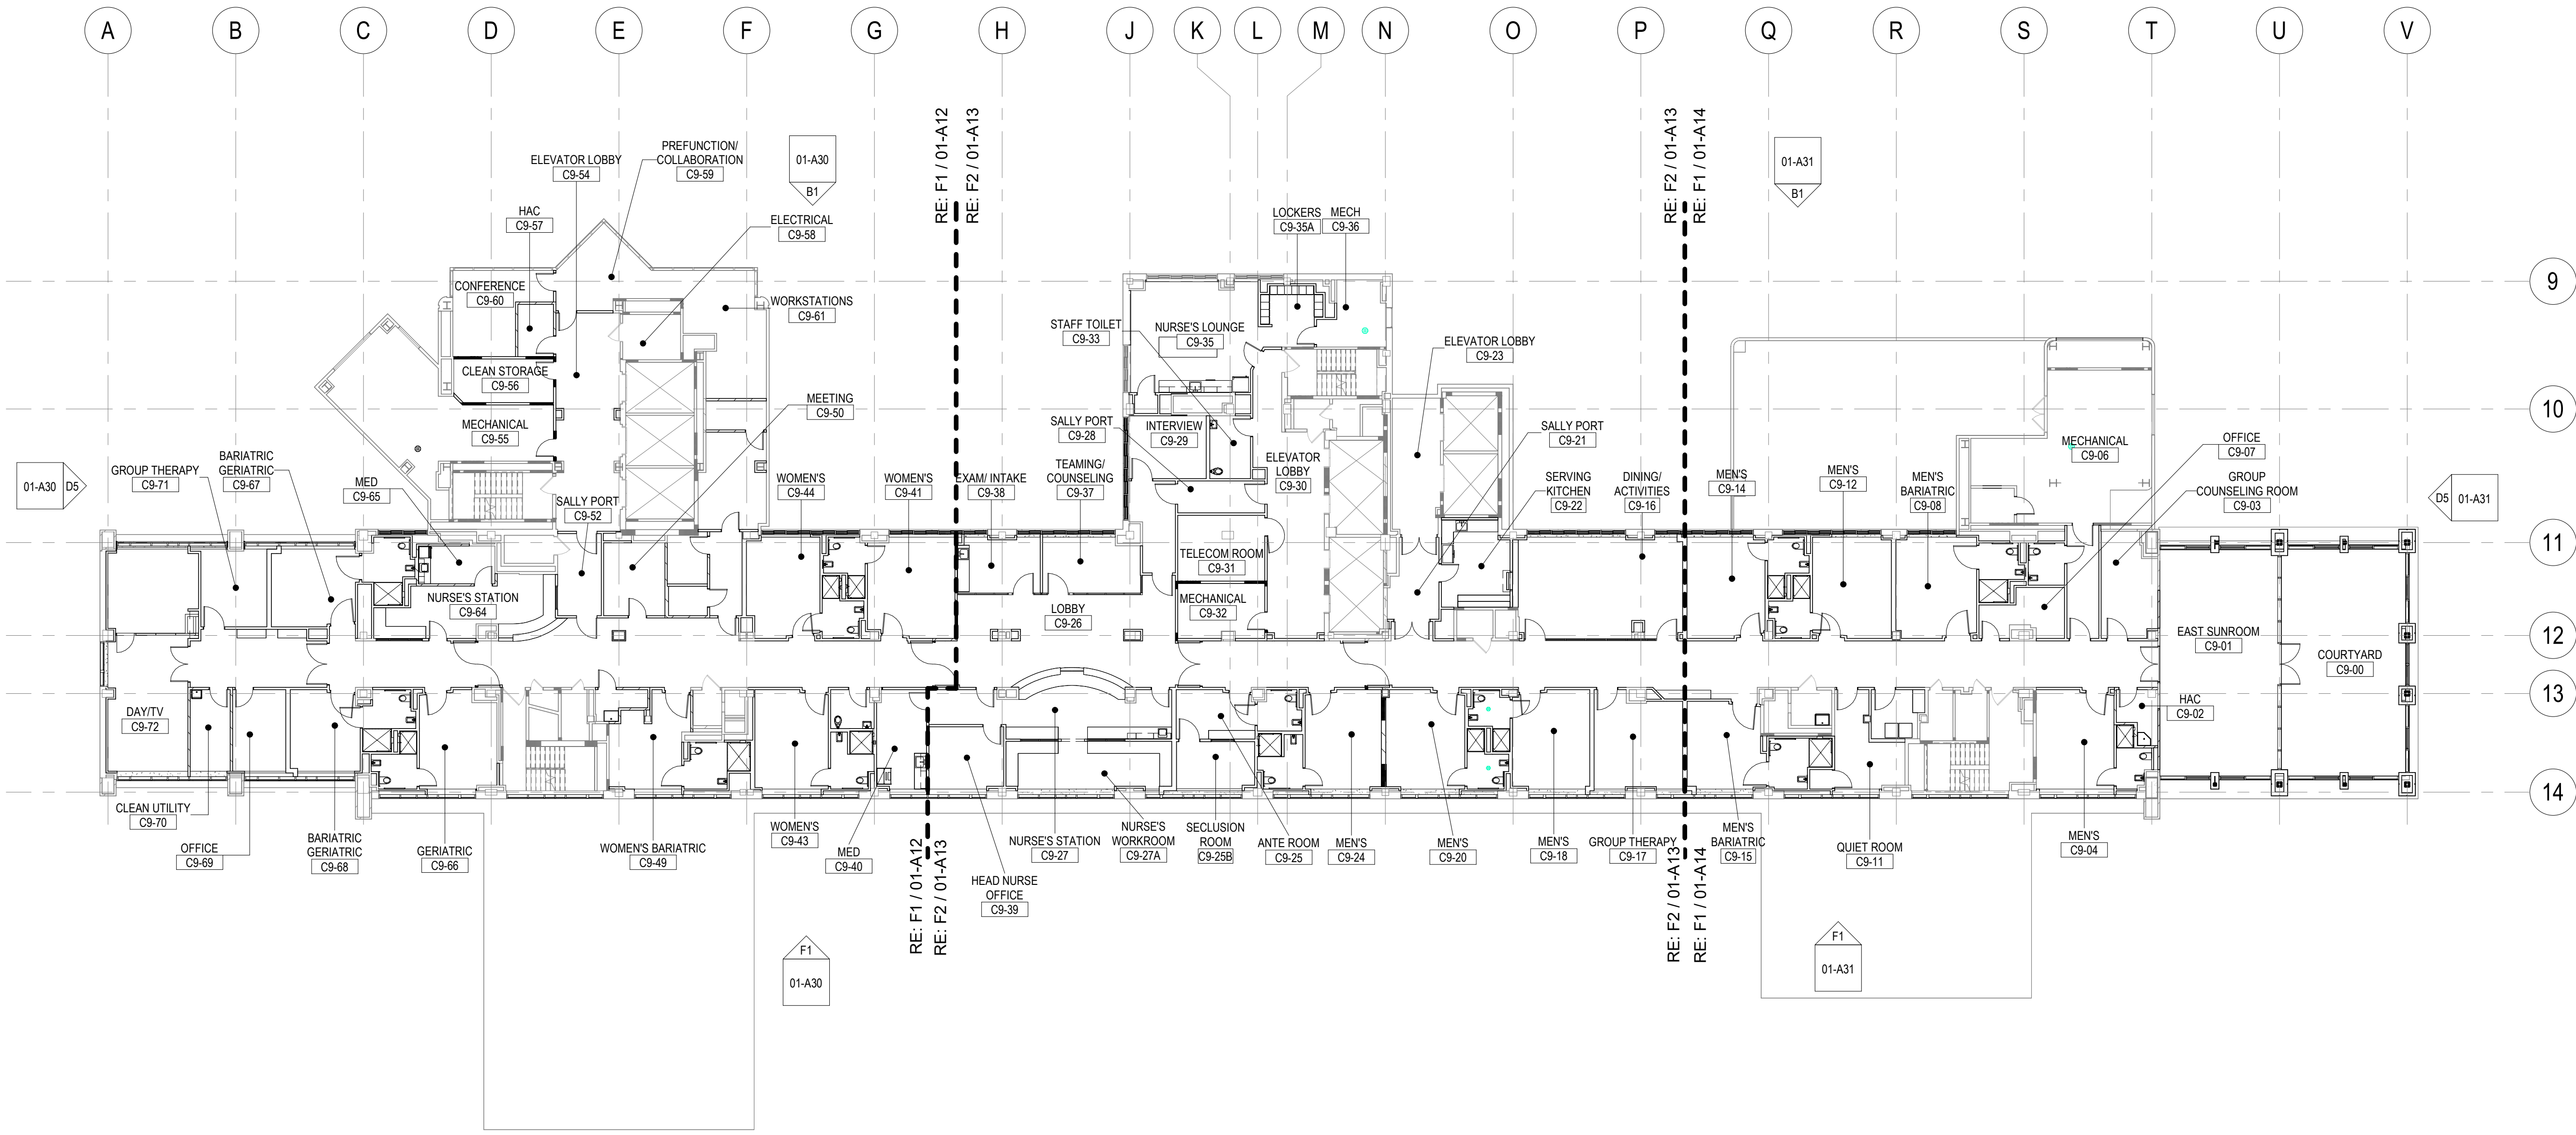 A
B
C
D
E
F
G
H
J
K
L
M
N
O
P
Q
R
S
T
U
V
RE: F1 / 01-A12
RE: F2 / 01-A13
RE: F2 / 01-A13
RE: F1 / 01-A14
01-A30
B1
01-A31
B1
PREFUNCTION/
COLLABORATION
C9-59
ELEVATOR LOBBY
C9-54
HAC
C9-57
ELECTRICAL
C9-58
LOCKERS
C9-35A
MECH
C9-36
9
CONFERENCE
C9-60
WORKSTATIONS
C9-61
STAFF TOILET
C9-33
NURSE'S LOUNGE
C9-35
ELEVATOR LOBBY
C9-23
CLEAN STORAGE
C9-56
MEETING
C9-50
10
MECHANICAL
C9-55
SALLY PORT
C9-28
INTERVIEW
C9-29
SALLY PORT
C9-21
MECHANICAL
C9-06
OFFICE
C9-07
01-A30
D5
GROUP THERAPY
C9-71
BARIATRIC
GERIATRIC
C9-67
MED
C9-65
SALLY PORT
C9-52
WOMEN'S
C9-44
WOMEN'S
C9-41
EXAM/ INTAKE
C9-38
TEAMING/
COUNSELING
C9-37
ELEVATOR
LOBBY
C9-30
SERVING
KITCHEN
C9-22
DINING/
ACTIVITIES
C9-16
MEN'S
C9-14
MEN'S
C9-12
MEN'S
BARIATRIC
C9-08
GROUP
COUNSELING ROOM
C9-03
D5
01-A31
11
TELECOM ROOM
C9-31
NURSE'S STATION
C9-64
LOBBY
C9-26
MECHANICAL
C9-32
12
EAST SUNROOM
C9-01
COURTYARD
C9-00
13
DAY/TV
C9-72
HAC
C9-02
14
CLEAN UTILITY
C9-70
OFFICE
C9-69
BARIATRIC
GERIATRIC
C9-68
GERIATRIC
C9-66
WOMEN'S BARIATRIC
C9-49
WOMEN'S
C9-43
MED
C9-40
HEAD NURSE
OFFICE
C9-39
NURSE'S STATION
C9-27
NURSE'S
WORKROOM
C9-27A
SECLUSION
ROOM
C9-25B
ANTE ROOM
C9-25
MEN'S
C9-24
MEN'S
C9-20
MEN'S
C9-18
GROUP THERAPY
C9-17
MEN'S
BARIATRIC
C9-15
QUIET ROOM
C9-11
MEN'S
C9-04
RE: F1 / 01-A12
RE: F2 / 01-A13
RE: F2 / 01-A13
RE: F1 / 01-A14
F1
01-A30
F1
01-A31